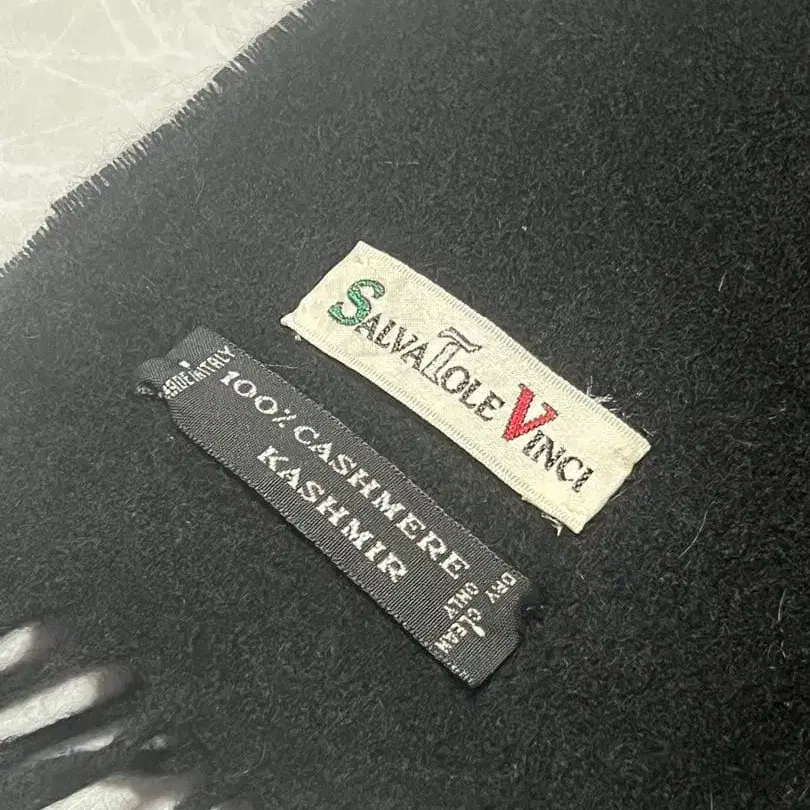 SALVATOLE VINCI
MADE IN ITALY
100% CASHMERE
KASHMIR
DRY CLEAN
ONLY